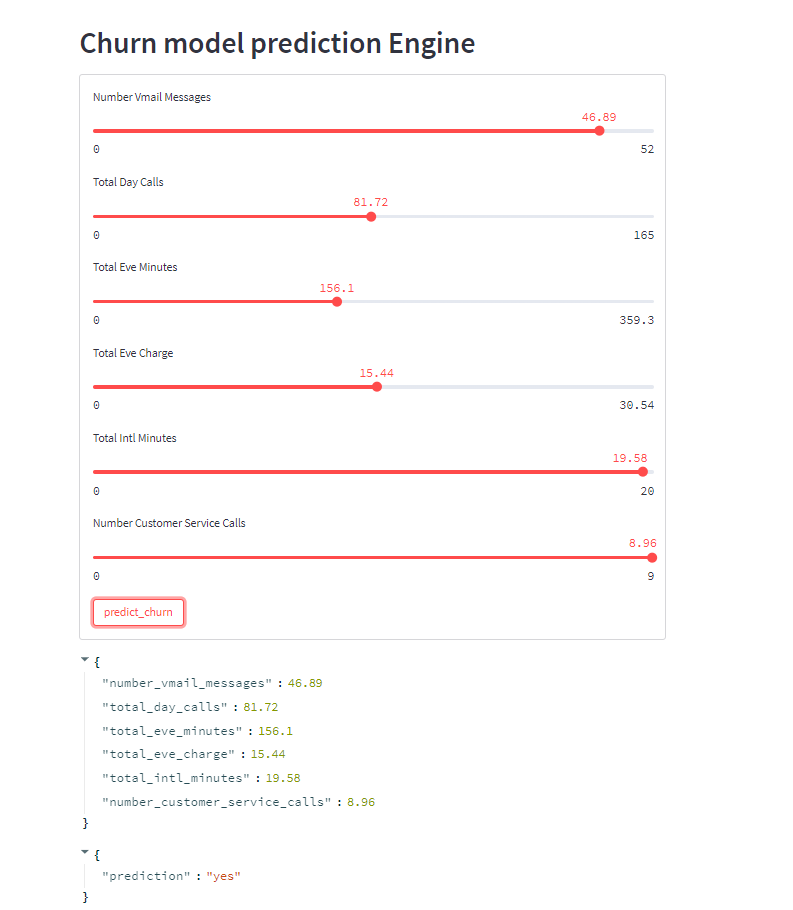 Churn model prediction Engine
Number Vmail Messages
46.89
0 52
Total Day Calls
81.72
0 165
Total Eve Minutes
156.1
0 359.3
Total Eve Charge
15.44
0 30.54
Total Intl Minutes
19.58
0 20
Number Customer Service Calls
8.96
0 9
predict_churn
{
"number_vmail_messages" : 46.89
"total_day_calls" : 81.72
"total_eve_minutes" : 156.1
"total_eve_charge" : 15.44
"total_intl_minutes" : 19.58
"number_customer_service_calls" : 8.96
}
{
"prediction" : "yes"
}